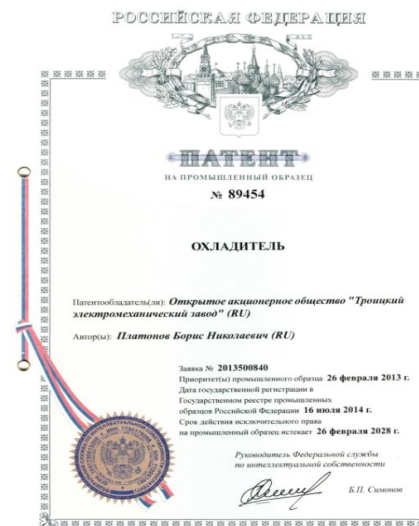 РОССИЙСКАЯ ФЕДЕРАЦИЯ
ПАТЕНТ
НА ПРОМЫШЛЕННЫЙ ОБРАЗЕЦ
№ 89454
ОХЛАДИТЕЛЬ
Патентообладатель(ли): Открытое акционерное общество "Троицкий
электромеханический завод" (RU)
Автор(ы): Платонов Борис Николаевич (RU)
Заявка № 2013500840
Приоритет(ы) промышленного образца 26 февраля 2013 г.
Дата государственной регистрации в
Государственном реестре промышленных
образцов Российской Федерации 16 июля 2014 г.
Срок действия исключительного права
на промышленный образец истекает 26 февраля 2028 г.
Руководитель Федеральной службы
по интеллектуальной собственности
Б.П. Симонов